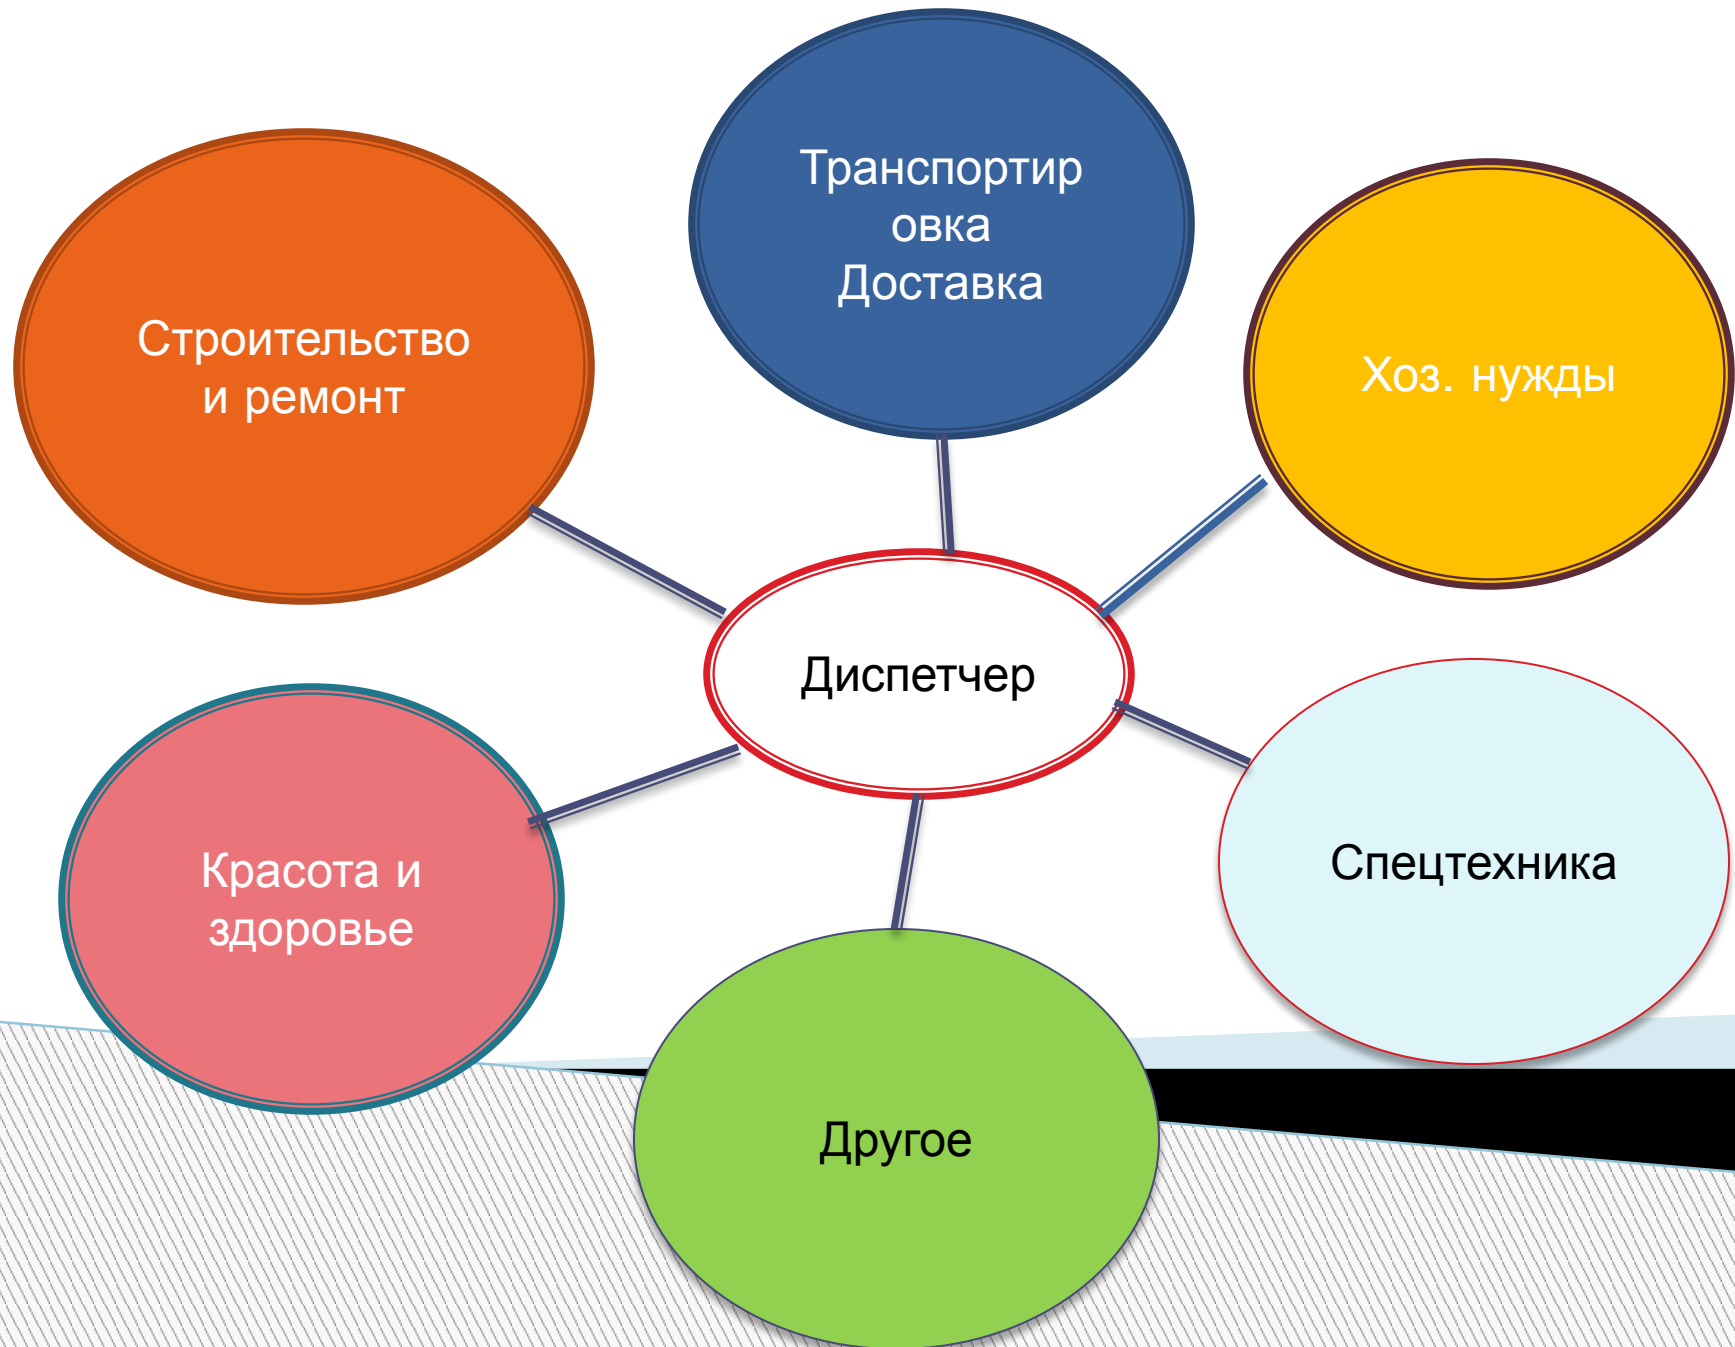 Транспортир
овка
Доставка
Строительство
и ремонт
Хоз. нужды
Диспетчер
Красота и
здоровье
Спецтехника
Другое